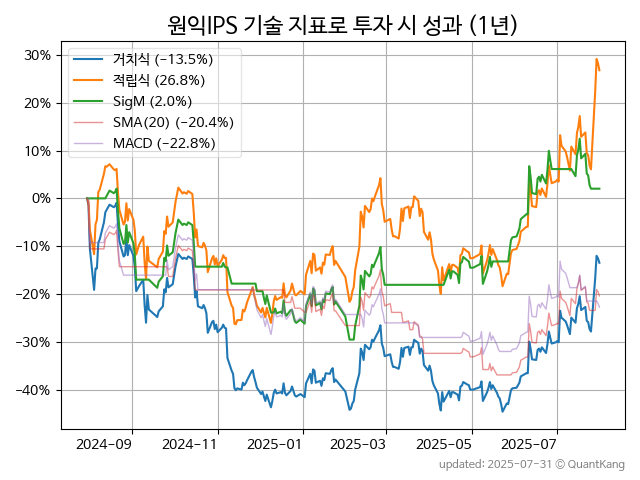 원익IPS 기술 지표로 투자 시 성과 (1년)
거치식 (−13.5%)
적립식 (26.8%)
SigM (2.0%)
SMA(20) (−20.4%)
MACD (−22.8%)
30%
20%
10%
0%
−10%
−20%
−30%
−40%
2024-09 2024-11 2025-01 2025-03 2025-05 2025-07
updated: 2025-07-31 © QuantKang